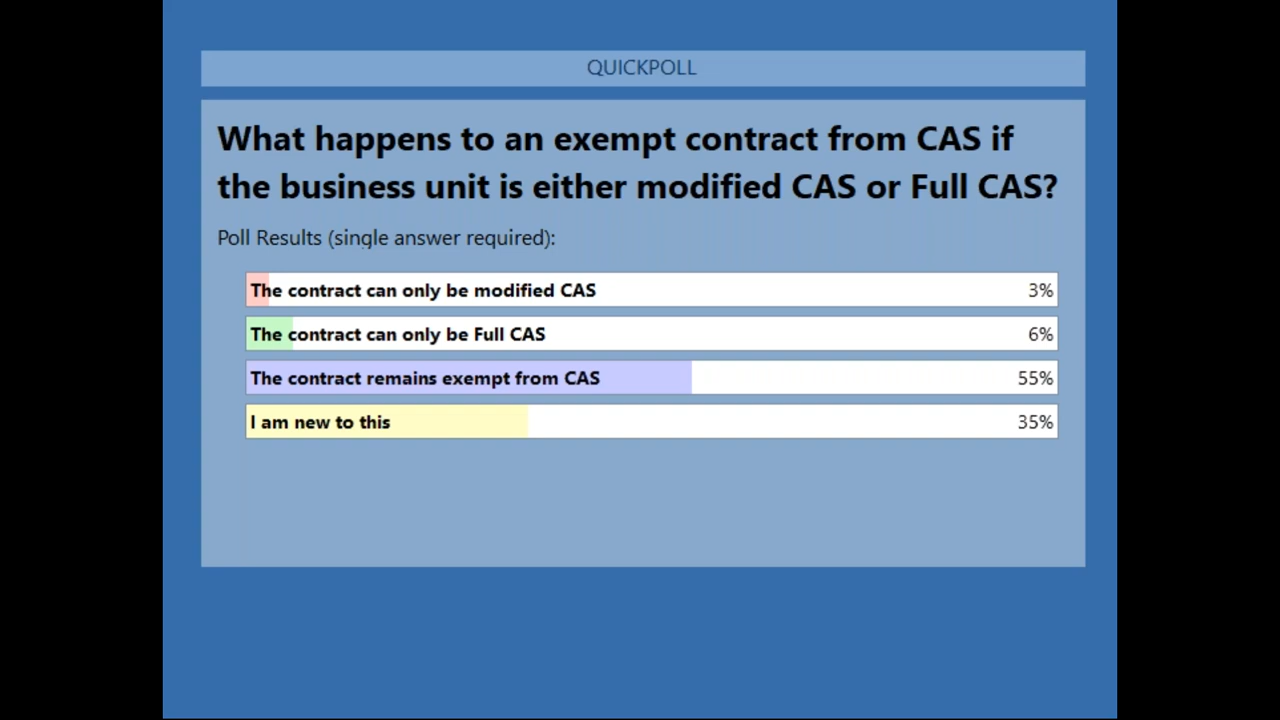 QUICKPOLL
What happens to an exempt contract from CAS if
the business unit is either modified CAS or Full CAS?
Poll Results (single answer required):
The contract can only be modified CAS 3%
The contract can only be Full CAS 6%
The contract remains exempt from CAS 55%
I am new to this 35%